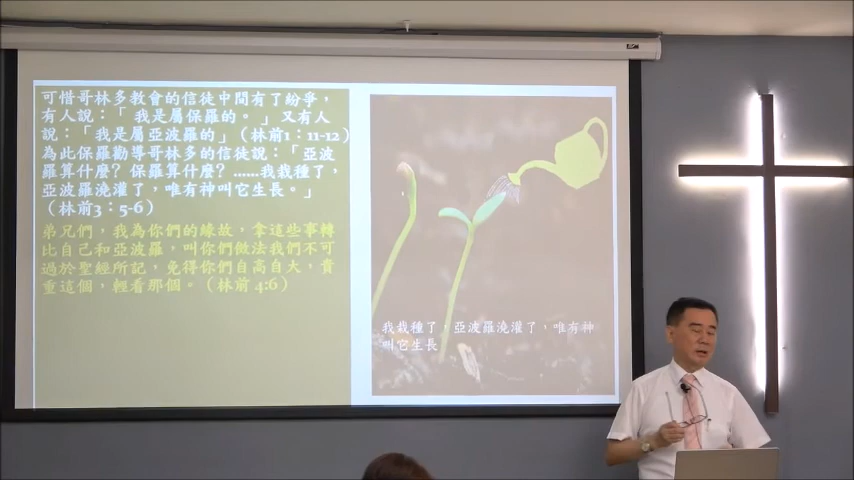 可惜哥林多教會的信徒中間有了紛爭，
有人說：「 我是屬保羅的。 」又有人
說：「我是屬亞波羅的」（林前1：11-12）
為此保羅勸導哥林多的信徒說：「 亞波
羅算什麼？ 保羅算什麼？ ……我栽種了，
亞波羅澆灌了，唯有神叫它生長。」
（林前3：5-6）
弟兄們，我為你們的緣故，拿這些事轉
比自己和亞波羅，叫你們傚法我們不可
過於聖經所記，免得你們自高自大，貴
重這個，輕看那個。（林前 4:6）
我栽種了，亞波羅澆灌了，唯有神
叫它生長